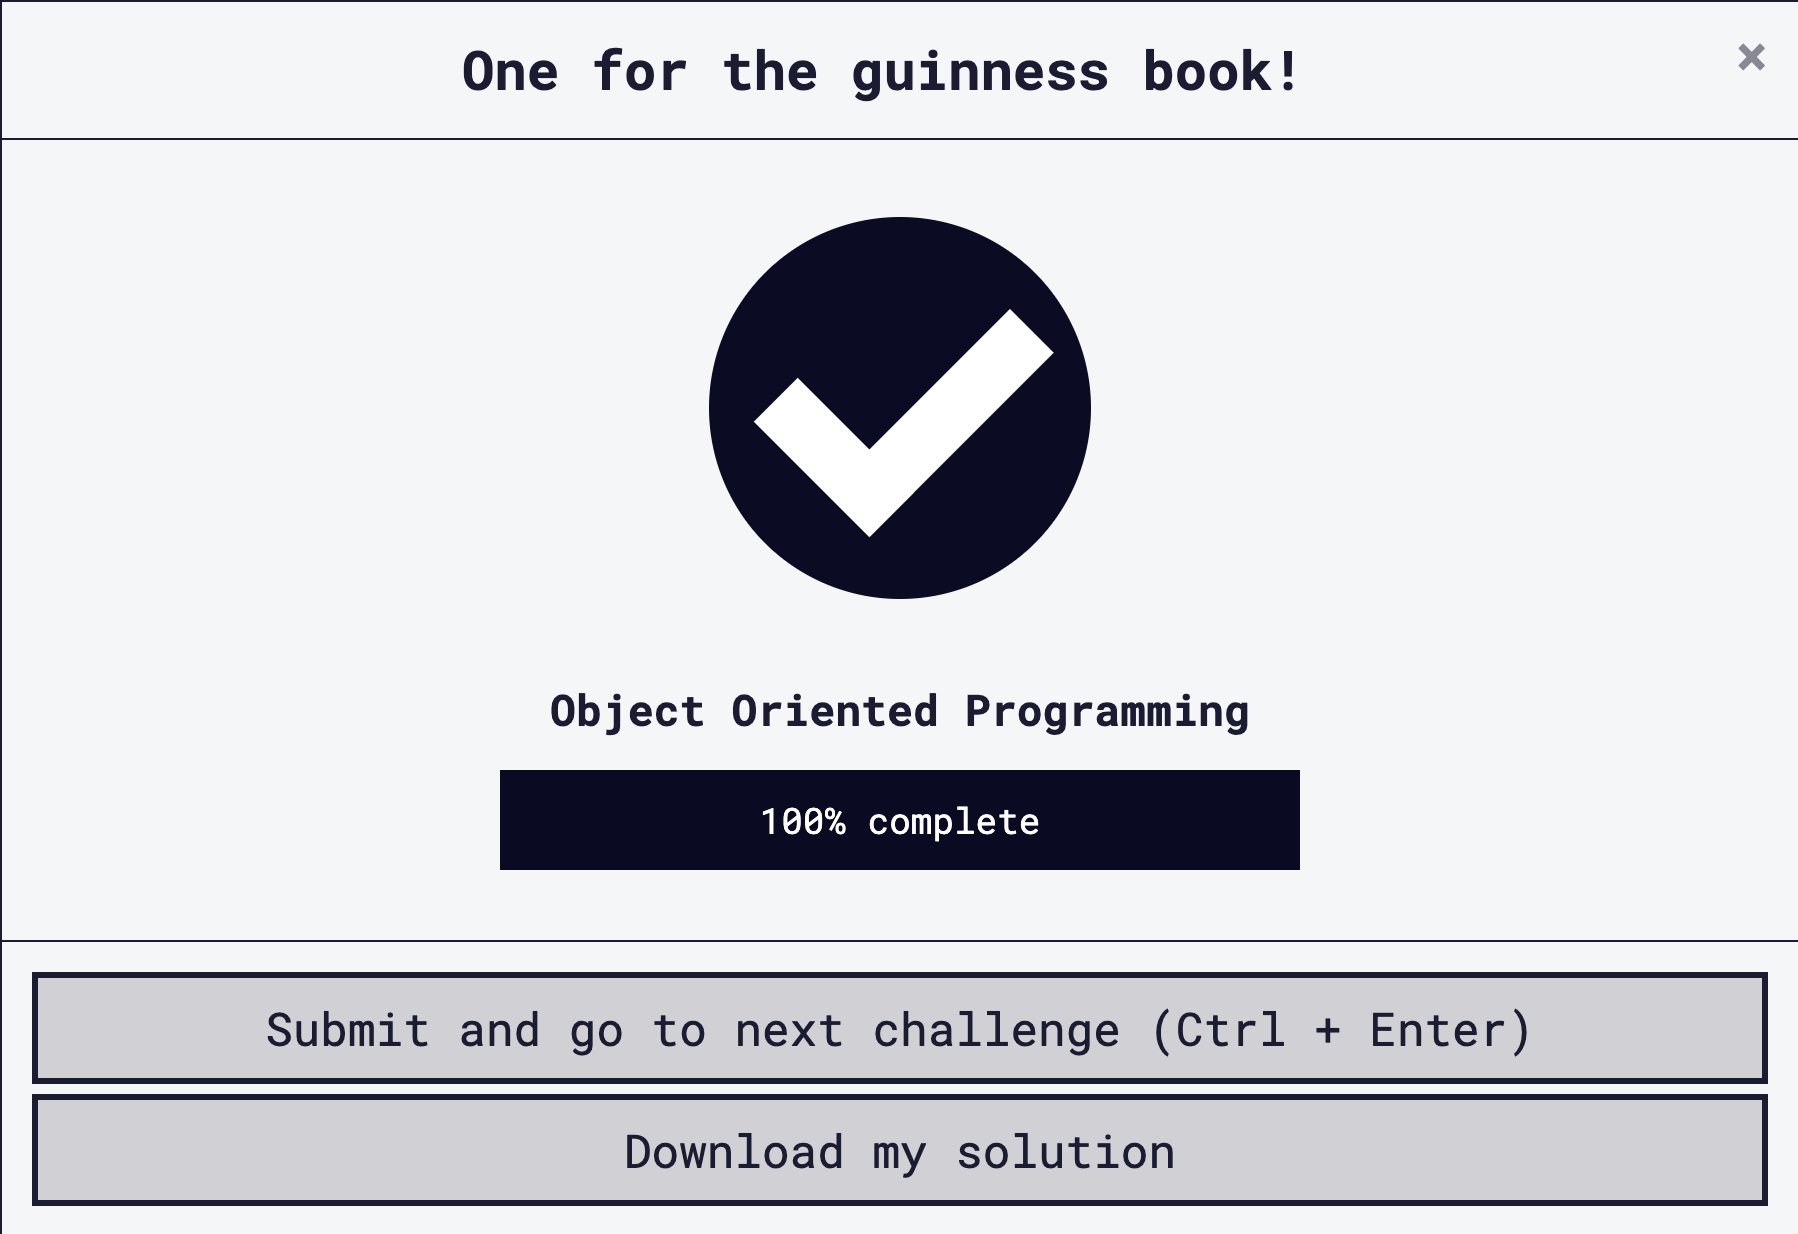 One for the guinness book!
×
Object Oriented Programming
100% complete
Submit and go to next challenge (Ctrl + Enter)
Download my solution